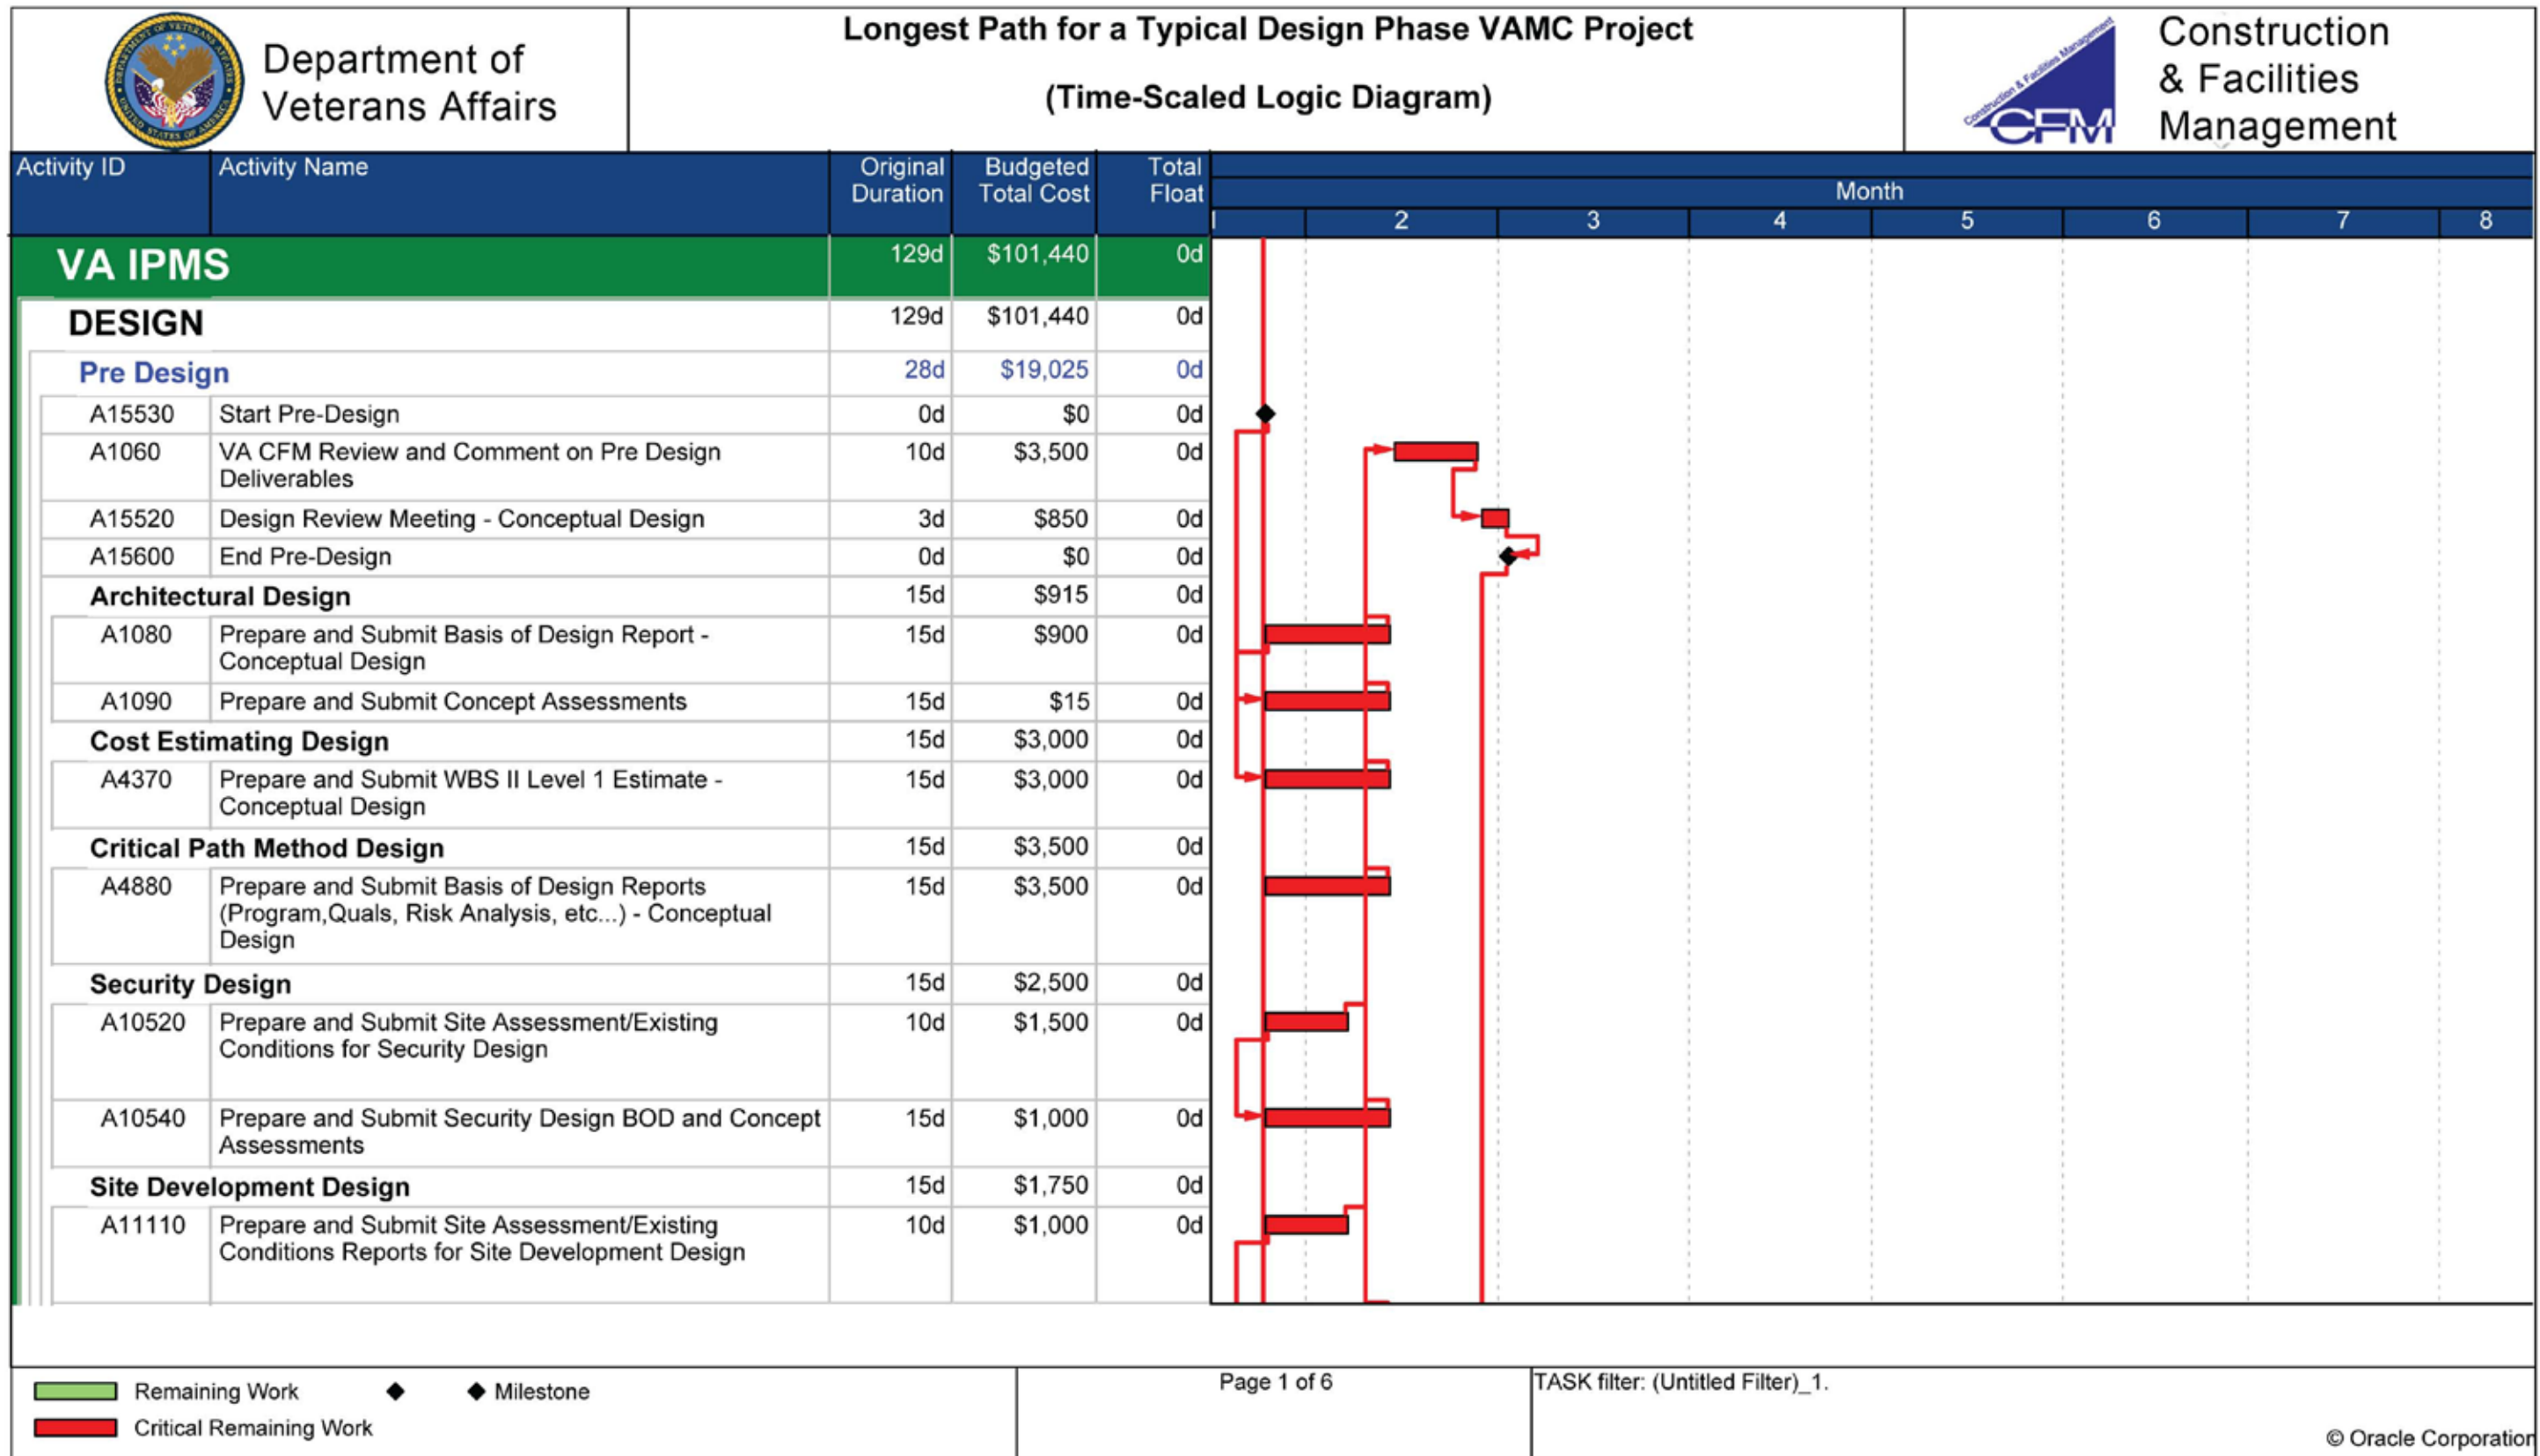 Department of
Veterans Affairs
Longest Path for a Typical Design Phase VAMC Project
(Time-Scaled Logic Diagram)
Construction & Facilities Management
CFM
Construction
& Facilities
Management
Activity ID Activity Name Original Duration Budgeted Total Cost Total Float
Month
2 3 4 5 6 7 8
VA IPMS 129d $101,440 0d
DESIGN 129d $101,440 0d
Pre Design 28d $19,025 0d
A15530 Start Pre-Design 0d $0 0d
A1060 VA CFM Review and Comment on Pre Design 10d $3,500 0d
Deliverables
A15520 Design Review Meeting - Conceptual Design 3d $850 0d
A15600 End Pre-Design 0d $0 0d
Architectural Design 15d $915 0d
A1080 Prepare and Submit Basis of Design Report - 15d $900 0d
Conceptual Design
A1090 Prepare and Submit Concept Assessments 15d $15 0d
Cost Estimating Design 15d $3,000 0d
A4370 Prepare and Submit WBS II Level 1 Estimate - 15d $3,000 0d
Conceptual Design
Critical Path Method Design 15d $3,500 0d
A4880 Prepare and Submit Basis of Design Reports 15d $3,500 0d
(Program,Quals, Risk Analysis, etc...) - Conceptual
Design
Security Design 15d $2,500 0d
A10520 Prepare and Submit Site Assessment/Existing 10d $1,500 0d
Conditions for Security Design
A10540 Prepare and Submit Security Design BOD and Concept 15d $1,000 0d
Assessments
Site Development Design 15d $1,750 0d
A11110 Prepare and Submit Site Assessment/Existing 10d $1,000 0d
Conditions Reports for Site Development Design
Remaining Work Milestone
Critical Remaining Work
Page 1 of 6
TASK filter: (Untitled Filter)_1.
© Oracle Corporation